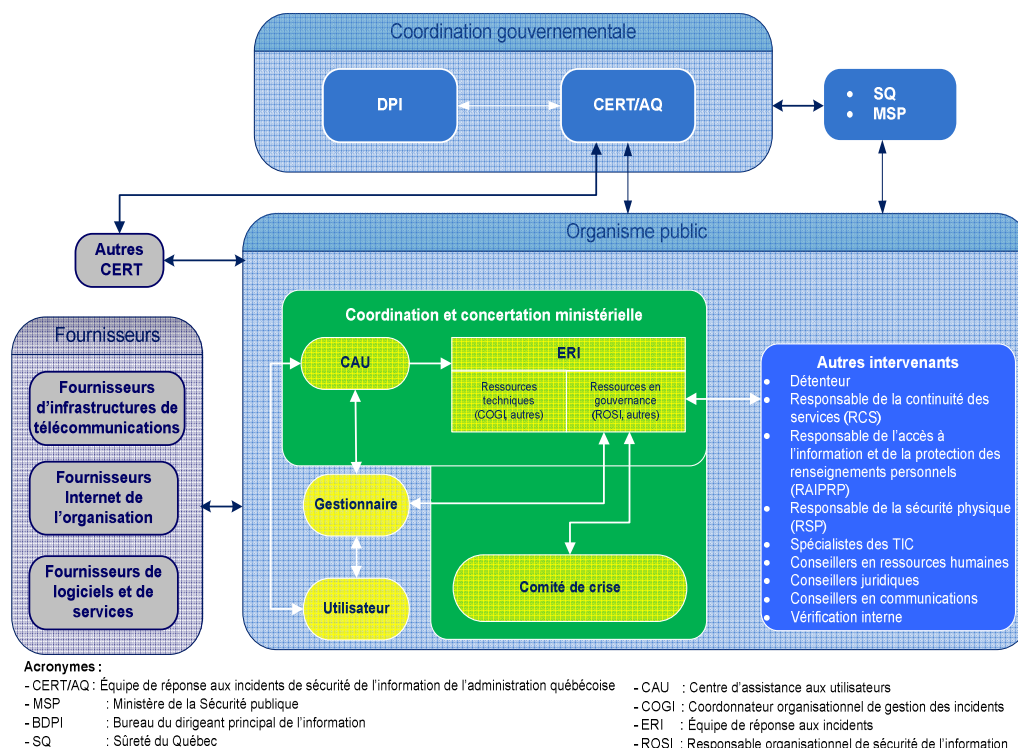 Coordination gouvernementale
DPI
CERT/AQ
• SQ
• MSP
Autres
CERT
Organisme public
Fournisseurs
Fournisseurs
d'infrastructures de
télécommunications
Fournisseurs
Internet de
l'organisation
Fournisseurs de
logiciels et de
services
Coordination et concertation ministérielle
CAU
ERI
Ressources
techniques
(COGI, autres)
Ressources en
gouvernance
(ROSI, autres)
Gestionnaire
Utilisateur
Comité de crise
Autres intervenants
• Détenteur
• Responsable de la continuité des
services (RCS)
• Responsable de l'accès à
l'information et de la protection des
renseignements personnels
(RAIPRP)
• Responsable de la sécurité physique
(RSP)
• Spécialistes des TIC
• Conseillers en ressources humaines
• Conseillers juridiques
• Conseillers en communications
• Vérification interne
Acronymes :
- CERT/AQ : Équipe de réponse aux incidents de sécurité de l'information de l'administration québécoise
- MSP : Ministère de la Sécurité publique
- BDPI : Bureau du dirigeant principal de l'information
- SQ : Sûreté du Québec
- CAU : Centre d'assistance aux utilisateurs
- COGI : Coordonnateur organisationnel de gestion des incidents
- ERI : Équipe de réponse aux incidents
- ROSI : Responsable organisationnel de sécurité de l'information